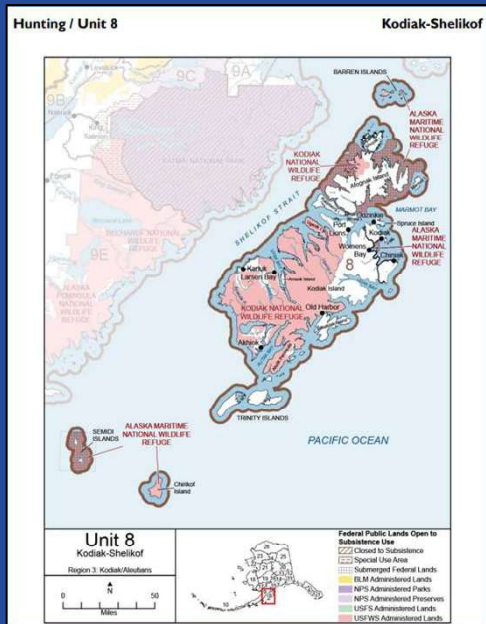 Hunting / Unit 8
Kodiak-Shelikof
9C
9A
BARREN ISLANDS
9B
ALASKA
MARITIME
NATIONAL
WILDLIFE
REFUGE
KODIAK
NATIONAL
WILDLIFE
REFUGE
Afognak Island
SHELIKOF STRAIT
MARMOT BAY
Ouzinkie
Port
Lions
Spruce Island
Kodiak
ALASKA
MARITIME
NATIONAL
WILDLIFE
REFUGE
Womens
Bay
8
Chiniak
9E
Karluk
Larsen Bay
Kodiak Island
KODIAK NATIONAL
WILDLIFE REFUGE
Old Harbor
Akhiok
TRINITY ISLANDS
PACIFIC OCEAN
SEMIDI
ISLANDS
ALASKA MARITIME
NATIONAL WILDLIFE
REFUGE
Chirikof
Island
Unit 8
Kodiak-Shelikof
Region 3: Kodiak/Aleutians
N
0
50
Miles
Federal Public Lands Open to
Subsistence Use
Closed to Subsistence
Special Use Area
Submerged Federal Lands
BLM Administered Lands
NPS Administered Parks
NPS Administered Preserves
USFS Administered Lands
USFWS Administered Lands